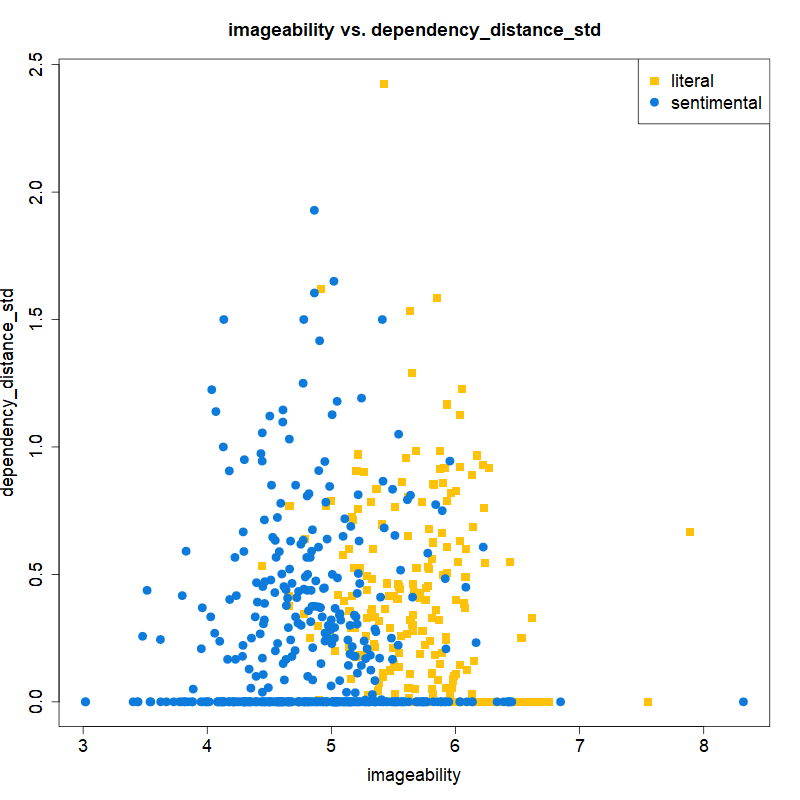 imageability vs. dependency_distance_std
literal
sentimental
2.5
2.0
1.5
1.0
0.5
0.0
dependency_distance_std
3 4 5 6 7 8
imageability